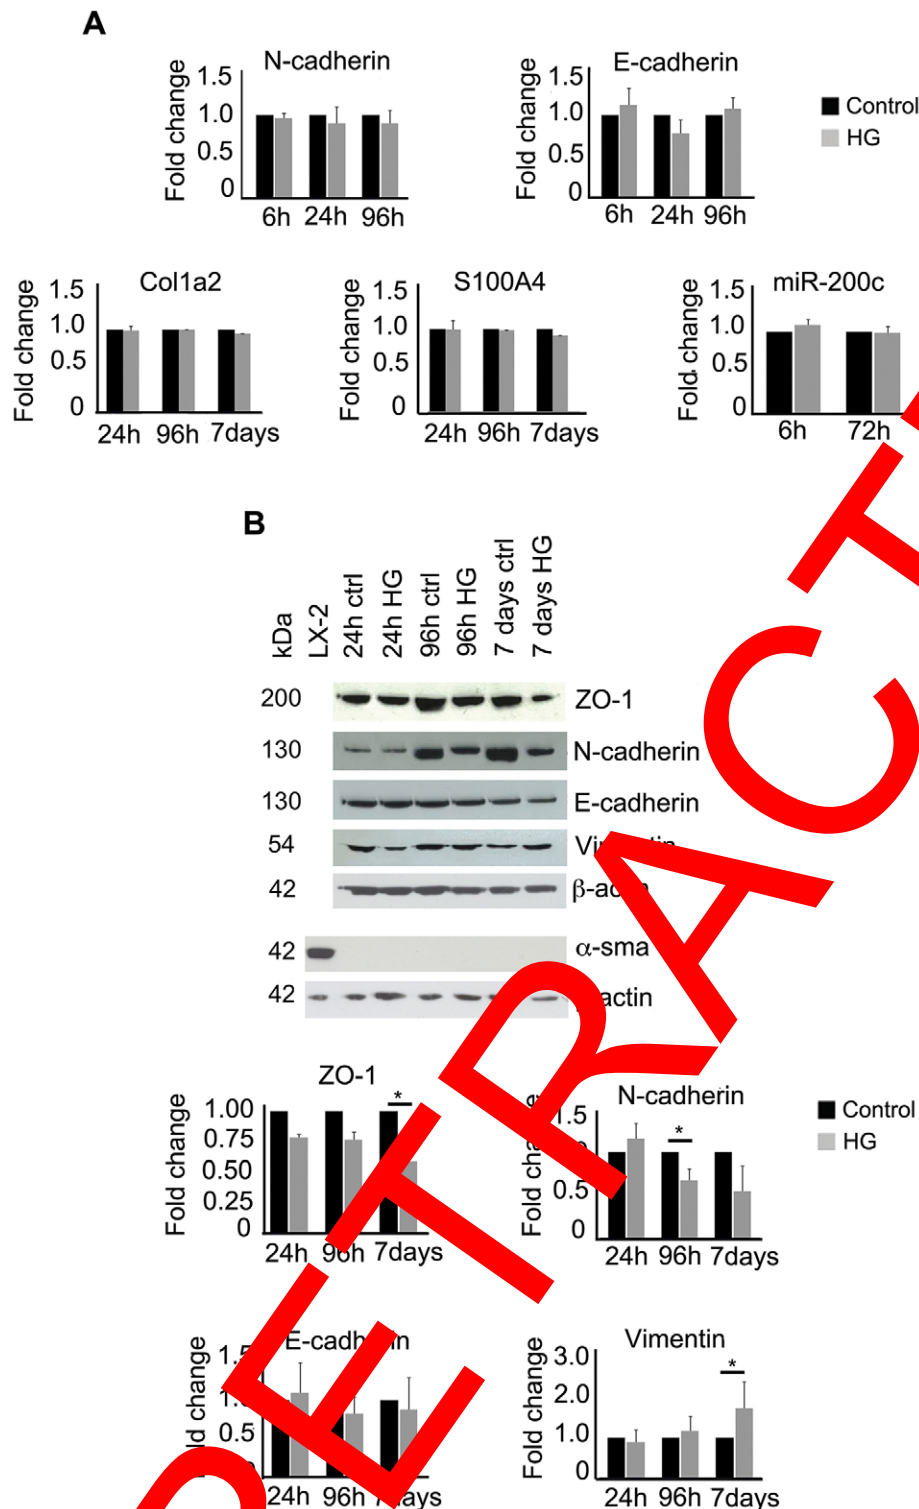 A
N-cadherin
Fold change
1.5
1.0
0.5
0
6h 24h 96h
E-cadherin
Fold change
1.5
1.0
0.5
0
6h 24h 96h
Control
HG
Col1a2
Fold change
1.5
1.0
0.5
0
24h 96h 7days
S100A4
Fold change
1.5
1.0
0.5
0
24h 96h 7days
miR-200c
Fold change
1.5
1.0
0.5
0
6h 72h
B
kDa
LX-2
24h ctrl
24h HG
96h ctrl
96h HG
7 days ctrl
7 days HG
200 ZO-1
130 N-cadherin
130 E-cadherin
54
42
42 α-sma
42 actin
ZO-1
Fold change
1.00
0.75
0.50
0.25
0
*
24h 96h 7days
N-cadherin
Fold
1.5
0.5
0
*
24h 96h 7days
Control
HG
E-cadherin
change
0.5
24h 96h 7days
Vimentin
Fold change
3.0
2.0
1.0
0
*
24h 96h 7days
RETRACT